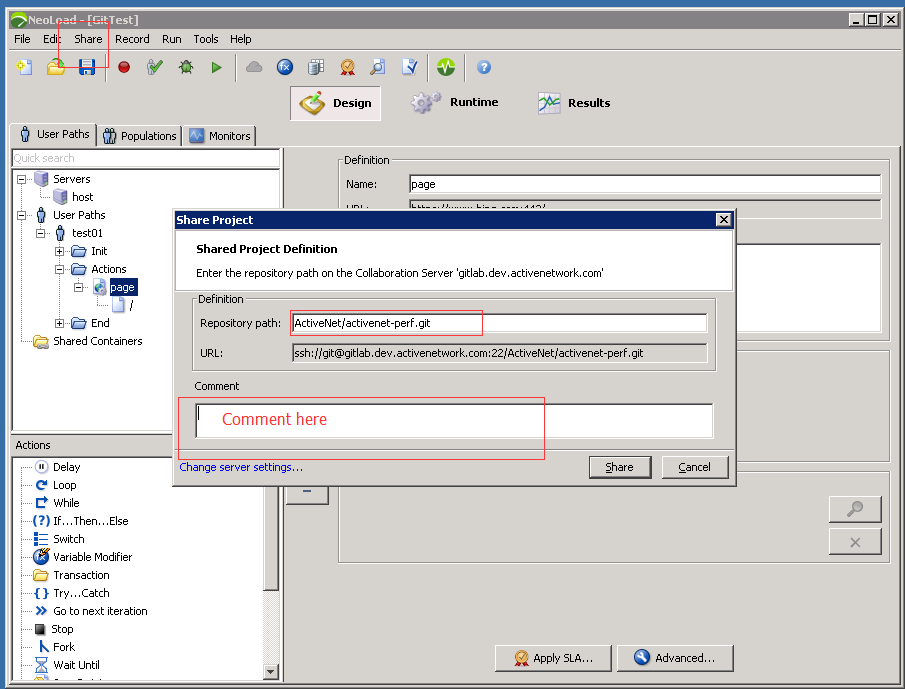 NeoLoad - [GitTest]
File Edit Share Record Run Tools Help
Design Runtime Results
User Paths Populations Monitors
Quick search
Servers
host
User Paths
test01
Init
Actions
page
/
End
Shared Containers
Definition
Name: page
Share Project
Shared Project Definition
Enter the repository path on the Collaboration Server 'gitlab.dev.activenetwork.com'
Definition
Repository path: ActiveNet/activenet-perf.git
URL: ssh://git@gitlab.dev.activenetwork.com:22/ActiveNet/activenet-perf.git
Comment
Comment here
Change server settings...
Share Cancel
Actions
Delay
Loop
While
If...Then...Else
Switch
Variable Modifier
Transaction
Try...Catch
Go to next iteration
Stop
Fork
Wait Until
Apply SLA... Advanced...